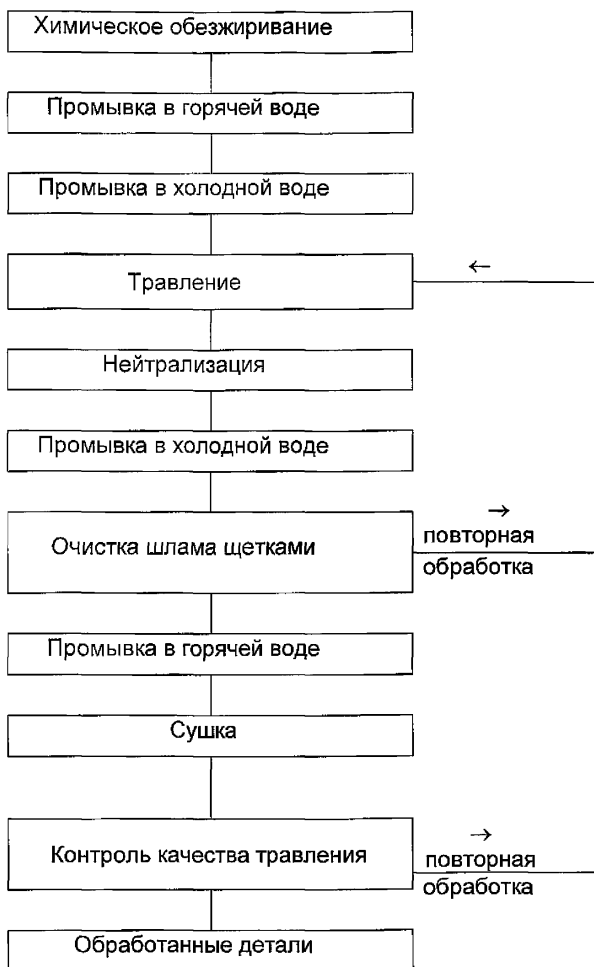 Химическое обезжиривание
Промывка в горячей воде
Промывка в холодной воде
Травление
←
Нейтрализация
Промывка в холодной воде
Очистка шлама щетками
→
повторная
обработка
Промывка в горячей воде
Сушка
Контроль качества травления
→
повторная
обработка
Обработанные детали